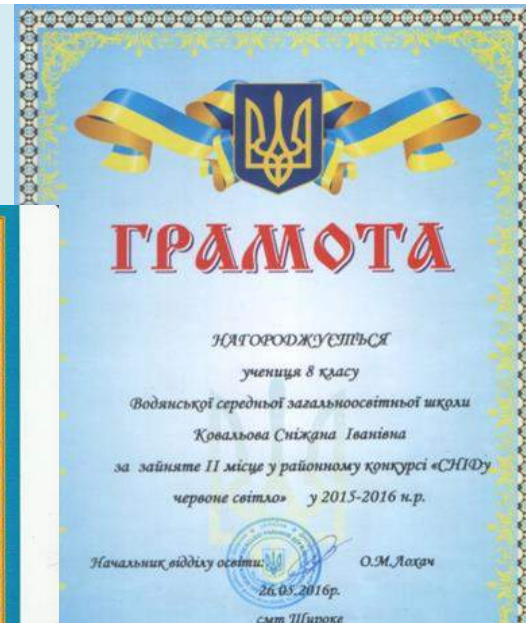 ГРАМОТА
НАГОРОДЖУЄТЬСЯ
учениця 8 класу
Водянської середньої загальноосвітньої школи
Ковальова Сніжана Іванівна
за зайняте ІІ місце у районному конкурсі «СНІДу
червоне світло» у 2015-2016 н.р.
Начальник відділу освіти: О.М.Лохач
26.05.2016р.
смт Широке